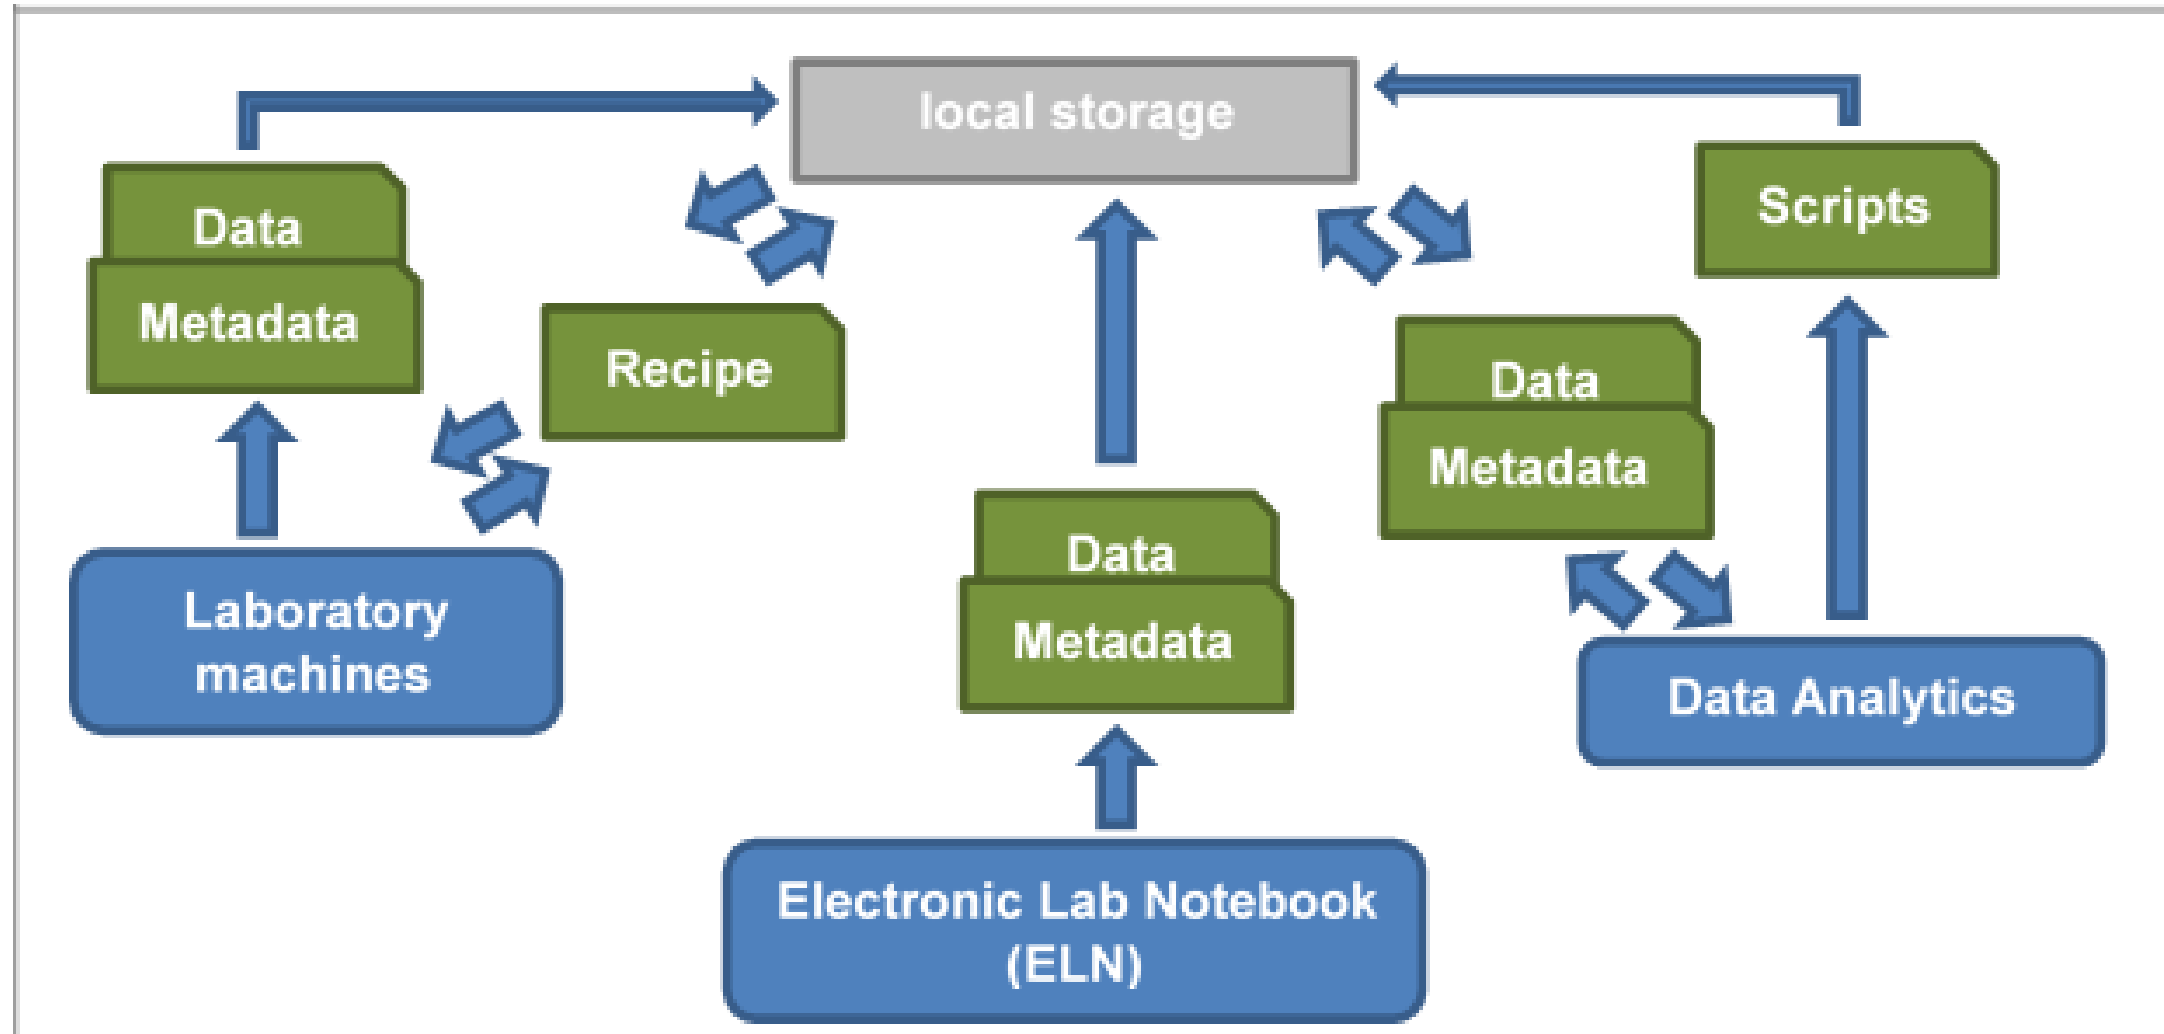 local storage
Data
Metadata
Recipe
Scripts
Data
Metadata
Data
Metadata
Laboratory
machines
Data Analytics
Electronic Lab Notebook
(ELN)